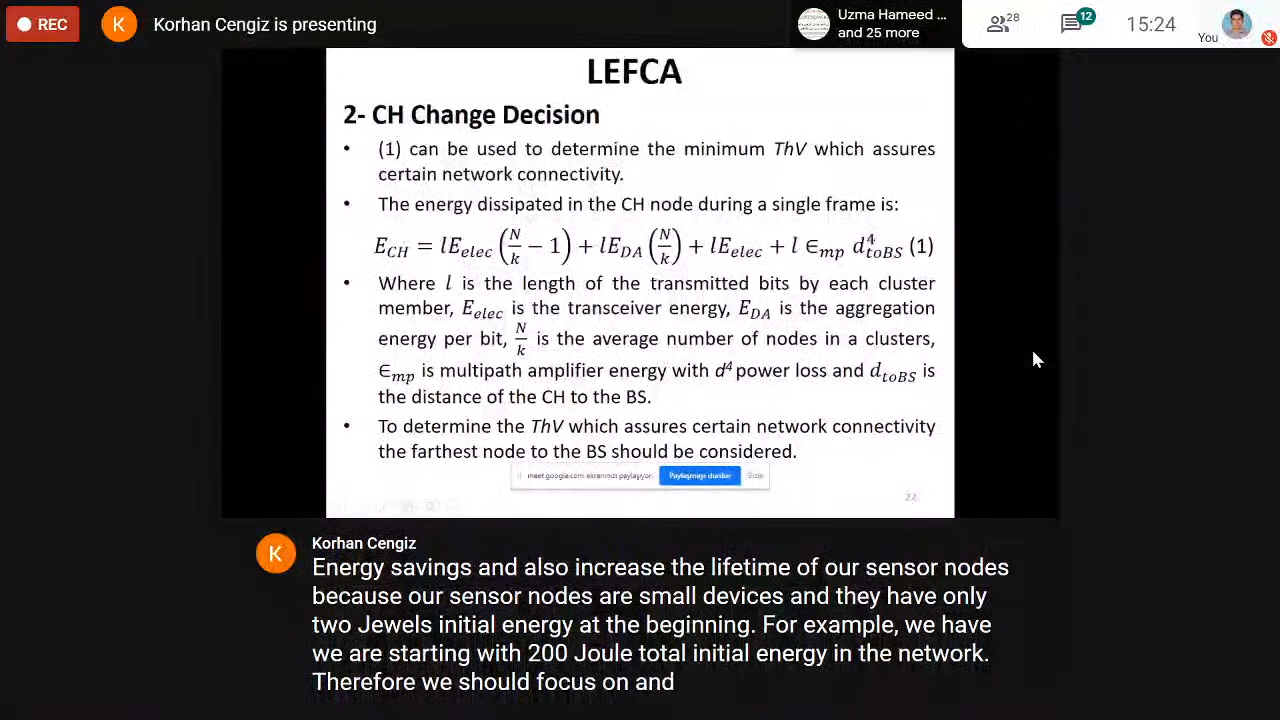 REC
K
Korhan Cengiz is presenting
Uzma Hameed ...
and 25 more
28
12
15:24
You
LEFCA
2- CH Change Decision
• (1) can be used to determine the minimum ThV which assures
certain network connectivity.
• The energy dissipated in the CH node during a single frame is:
E_CH = lE_elec (N/k − 1) + lE_DA (N/k) + lE_elec + l ∈_mp d^4_toBS (1)
• Where l is the length of the transmitted bits by each cluster
member, E_elec is the transceiver energy, E_DA is the aggregation
energy per bit, N/k is the average number of nodes in a clusters,
∈_mp is multipath amplifier energy with d^4 power loss and d_toBS is
the distance of the CH to the BS.
• To determine the ThV which assures certain network connectivity
the farthest node to the BS should be considered.
meet.google.com ekranınızı paylaşıyor. Paylaşmayı durdur Gizle
22
K
Korhan Cengiz
Energy savings and also increase the lifetime of our sensor nodes
because our sensor nodes are small devices and they have only
two Jewels initial energy at the beginning. For example, we have
we are starting with 200 Joule total initial energy in the network.
Therefore we should focus on and